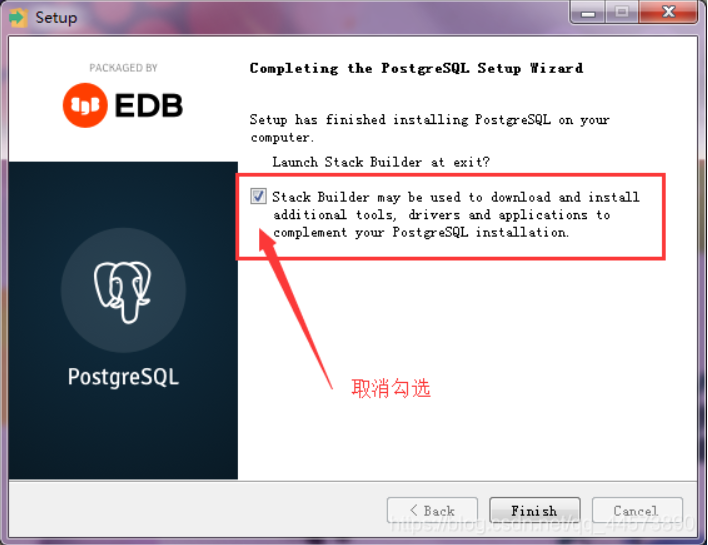 Setup
PACKAGED BY
EDB
PostgreSQL
Completing the PostgreSQL Setup Wizard
Setup has finished installing PostgreSQL on your
computer.
Launch Stack Builder at exit?
Stack Builder may be used to download and install
additional tools, drivers and applications to
complement your PostgreSQL installation.
取消勾选
< Back
Finish
Cancel
https://blog.csdn.net/qq_44973890